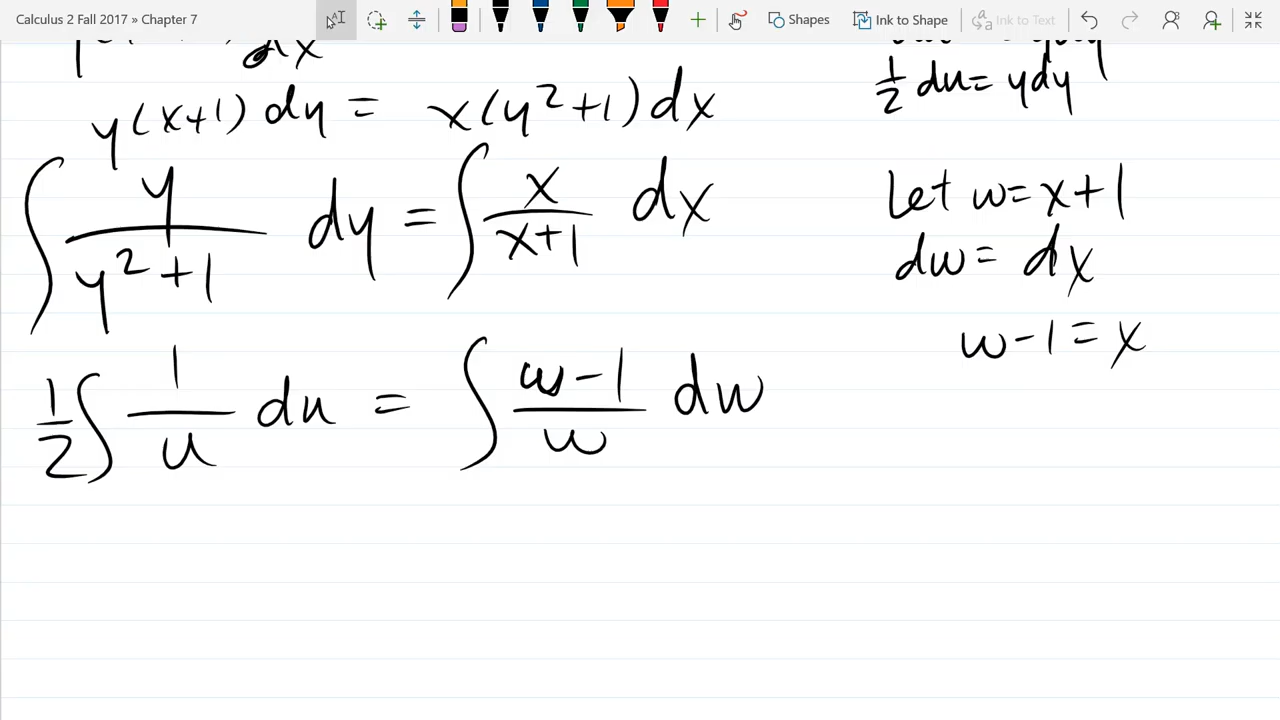 Calculus 2 Fall 2017 » Chapter 7
Shapes
Ink to Shape
Ink to Text
dx
½ du = y dy
y(x+1) dy = x(y²+1) dx
∫ y/(y²+1) dy = ∫ x/(x+1) dx
Let w = x+1
dw = dx
w-1 = x
½ ∫ 1/u du = ∫ (w-1)/w dw